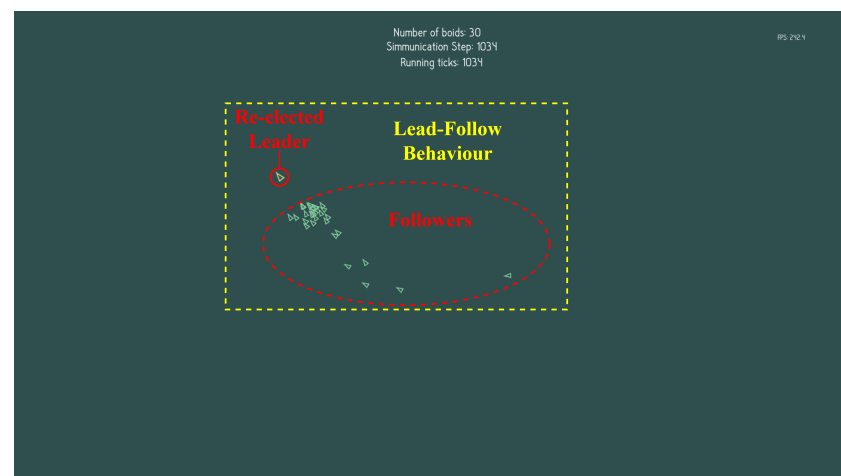 Number of boids: 30
Simmunication Step: 1034
Running ticks: 1034
FPS: 242.4
Re-elected
Leader
Lead-Follow
Behaviour
Followers